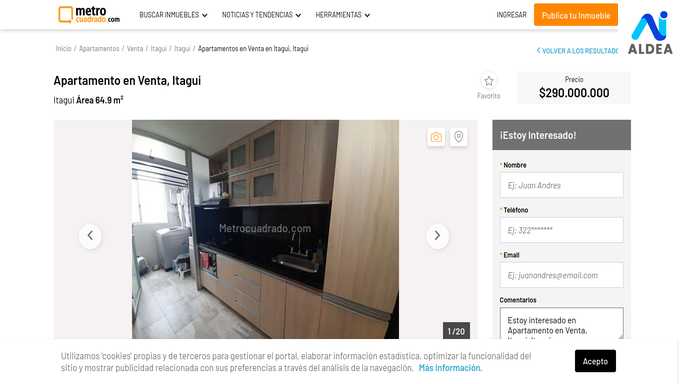 metro
cuadrado.com
BUSCAR INMUEBLES
NOTICIAS Y TENDENCIAS
HERRAMIENTAS
INGRESAR
Publica tu Inmueble
ALDEA
Inicio / Apartamentos / Venta / Itagui / Itagui / Apartamentos en Venta en Itagui, Itagui
VOLVER A LOS RESULTADO
Apartamento en Venta, Itagui
Itagui Área 64.9 m²
Favorito
Precio
$290.000.000
Metrocuadrado.com
1 / 20
¡Estoy Interesado!
* Nombre
Ej: Juan Andres
* Teléfono
Ej: 322*******
* Email
Ej: juanandres@email.com
Comentarios
Estoy interesado en
Apartamento en Venta,
Utilizamos 'cookies' propias y de terceros para gestionar el portal, elaborar información estadística, optimizar la funcionalidad del
sitio y mostrar publicidad relacionada con sus preferencias a través del análisis de la navegación. Más información.
Acepto